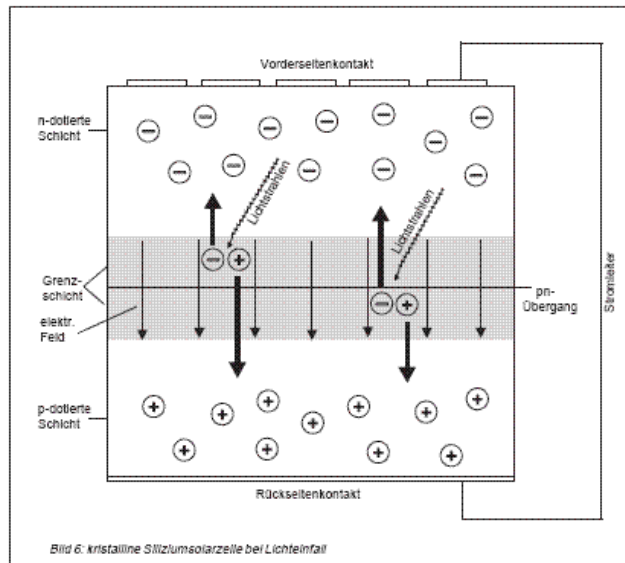 Vorderseitenkontakt
n-dotierte
Schicht
Lichtstrahlen
Lichtstrahlen
Grenz-
schicht
pn-
Übergang
elektr.
Feld
Stromleiter
p-dotierte
Schicht
Rückseitenkontakt
Bild 6: kristalline Siliziumsolarzelle bei Lichteinfall